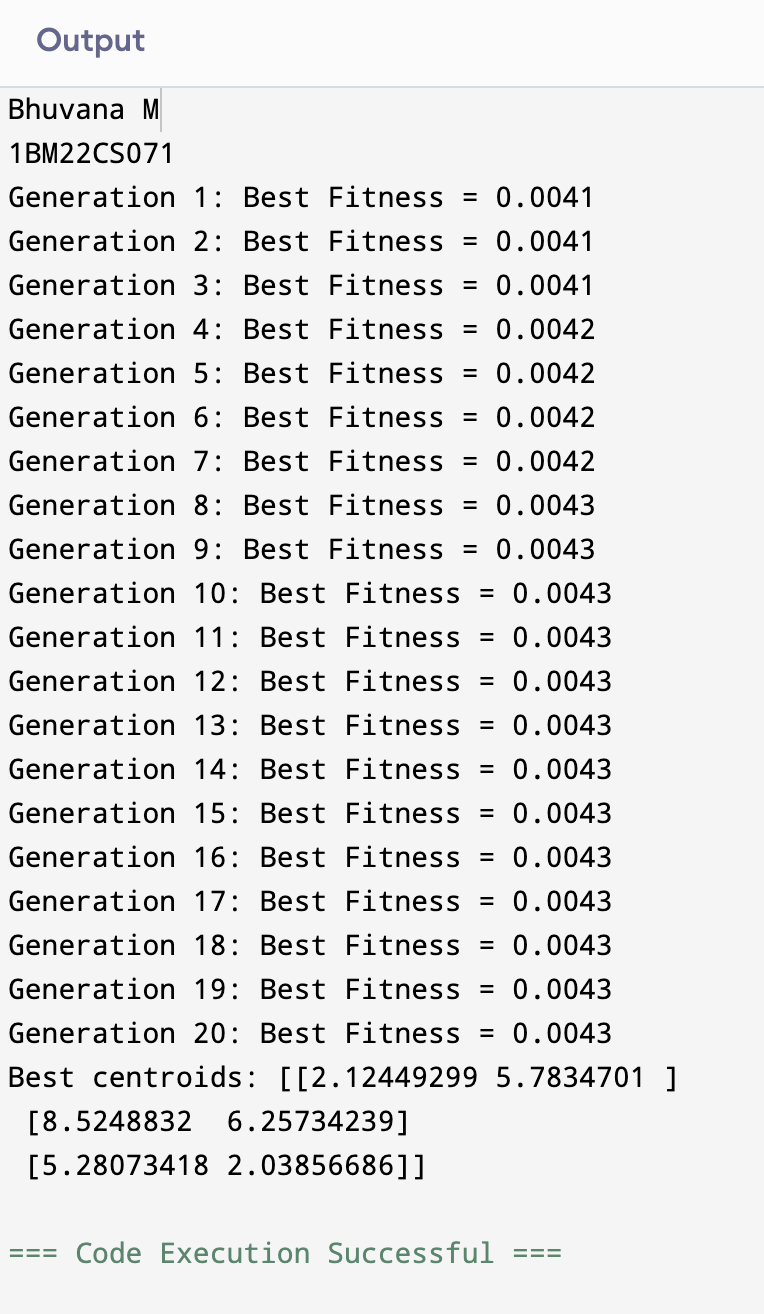 Output
Bhuvana M
1BM22CS071
Generation 1: Best Fitness = 0.0041
Generation 2: Best Fitness = 0.0041
Generation 3: Best Fitness = 0.0041
Generation 4: Best Fitness = 0.0042
Generation 5: Best Fitness = 0.0042
Generation 6: Best Fitness = 0.0042
Generation 7: Best Fitness = 0.0042
Generation 8: Best Fitness = 0.0043
Generation 9: Best Fitness = 0.0043
Generation 10: Best Fitness = 0.0043
Generation 11: Best Fitness = 0.0043
Generation 12: Best Fitness = 0.0043
Generation 13: Best Fitness = 0.0043
Generation 14: Best Fitness = 0.0043
Generation 15: Best Fitness = 0.0043
Generation 16: Best Fitness = 0.0043
Generation 17: Best Fitness = 0.0043
Generation 18: Best Fitness = 0.0043
Generation 19: Best Fitness = 0.0043
Generation 20: Best Fitness = 0.0043
Best centroids: [[2.12449299 5.7834701 ]
 [8.5248832  6.25734239]
 [5.28073418 2.03856686]]
=== Code Execution Successful ===